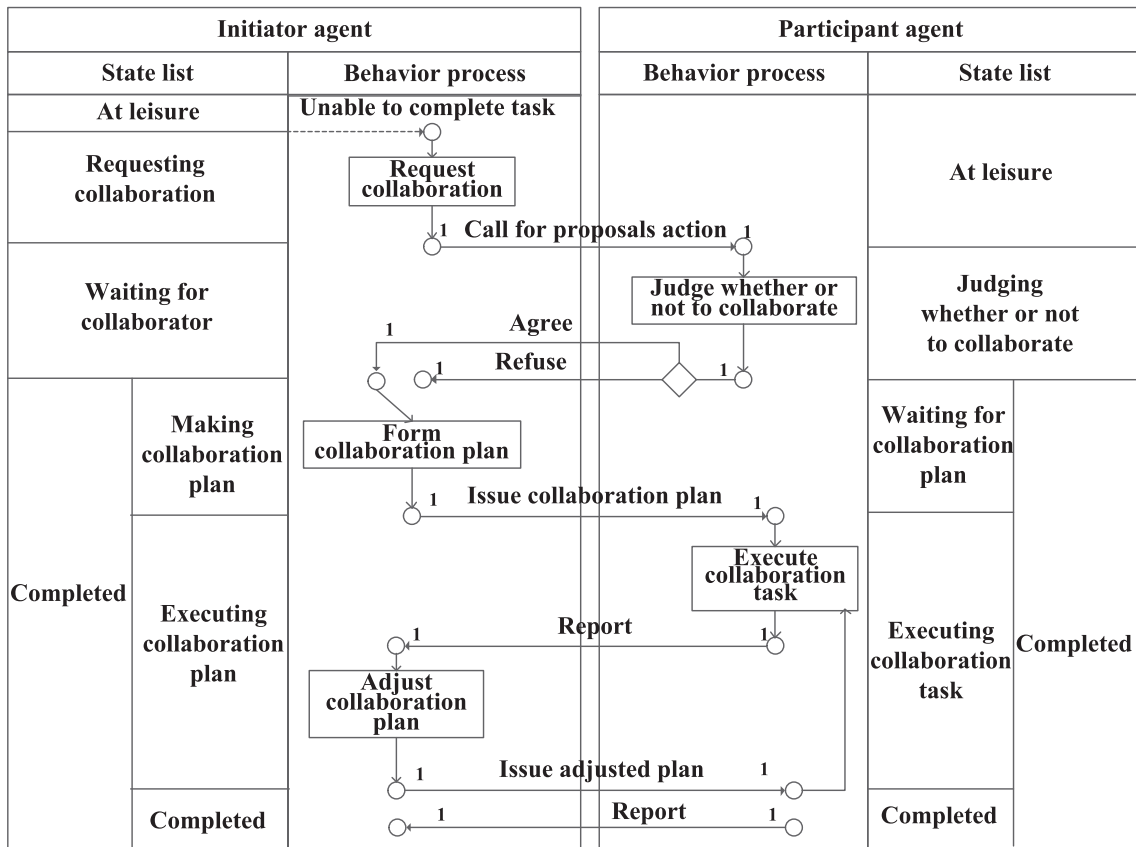 Initiator agent
Participant agent
State list
Behavior process
Behavior process
State list
At leisure
Unable to complete task
Requesting
collaboration
Request
collaboration
At leisure
1
Call for proposals action
1
Waiting for
collaborator
Judge whether or
not to collaborate
Judging
whether or not
to collaborate
1
Agree
1
Refuse
1
Making
collaboration
plan
Form
collaboration plan
Waiting for
collaboration
plan
1
Issue collaboration plan
1
Execute
collaboration
task
Completed
Executing
collaboration
plan
1
Report
1
Executing
collaboration
task
Completed
Adjust
collaboration
plan
1
Issue adjusted plan
1
Completed
1
Report
1
Completed